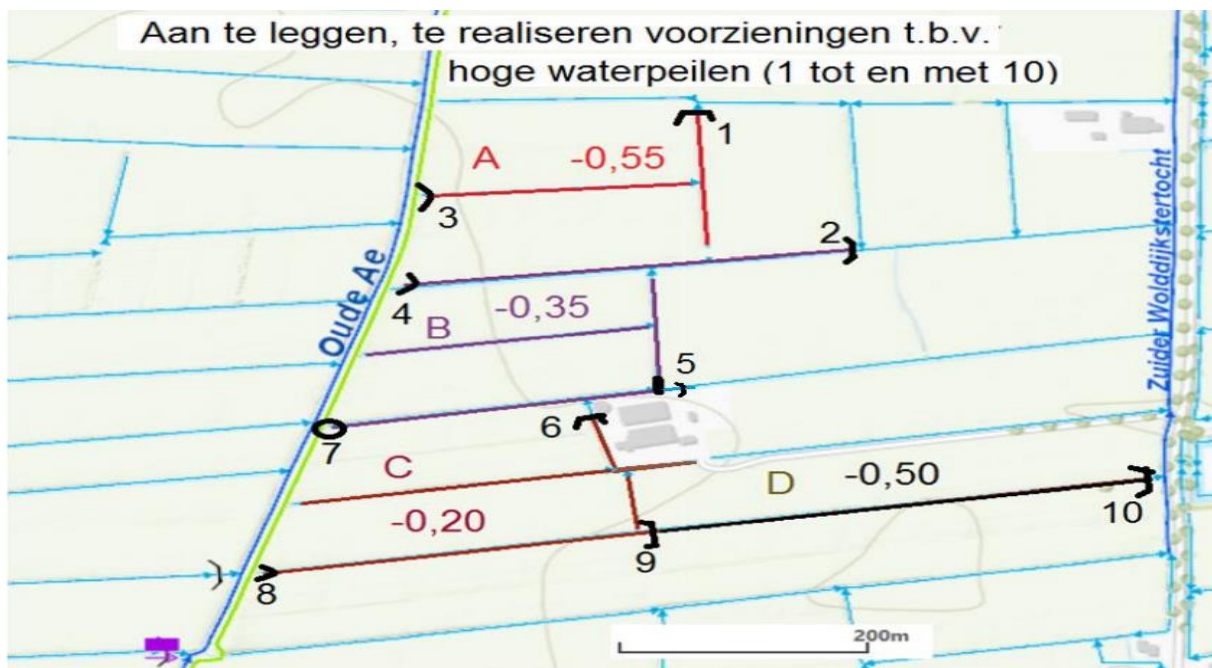 Aan te leggen, te realiseren voorzieningen t.b.v.
hoge waterpeilen (1 tot en met 10)
1
A -0,55
3
2
4
Oude Ae
B -0,35
5
6
7
C
D -0,50
-0,20
10
9
8
Zuider Wolddijkstertocht
200m